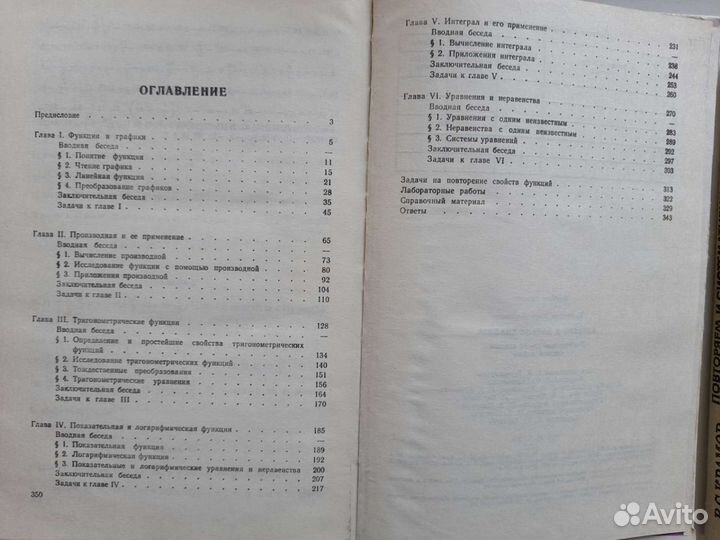 ОГЛАВЛЕНИЕ
Предисловие . . . 3
Глава I. Функции и графики . . . 5
Вводная беседа . . . —
§ 1. Понятие функции . . . 11
§ 2. Чтение графика . . . 15
§ 3. Линейная функция . . . 21
§ 4. Преобразование графиков . . . 28
Заключительная беседа . . . 35
Задачи к главе I . . . 45
Глава II. Производная и ее применение . . . 65
Вводная беседа . . . —
§ 1. Вычисление производной . . . 73
§ 2. Исследование функции с помощью производной . . . 80
§ 3. Приложения производной . . . 92
Заключительная беседа . . . 104
Задачи к главе II . . . 110
Глава III. Тригонометрические функции . . . 128
Вводная беседа . . . —
§ 1. Определение и простейшие свойства тригонометрических
функций . . . 134
§ 2. Исследование тригонометрических функций . . . 140
§ 3. Тождественные преобразования . . . 151
§ 4. Тригонометрические уравнения . . . 156
Заключительная беседа . . . 164
Задачи к главе III . . . 170
Глава IV. Показательная и логарифмическая функции . . . 185
Вводная беседа . . . —
§ 1. Показательная функция . . . 189
§ 2. Логарифмическая функция . . . 192
§ 3. Показательные и логарифмические уравнения и неравенства 200
Заключительная беседа . . . 207
Задачи к главе IV . . . 217
350
Глава V. Интеграл и его применение . . . 231
Вводная беседа . . . —
§ 1. Вычисление интеграла . . . 238
§ 2. Приложения интеграла . . . 244
Заключительная беседа . . . 253
Задачи к главе V . . . 260
Глава VI. Уравнения и неравенства . . . 270
Вводная беседа . . . —
§ 1. Уравнения с одним неизвестным . . . 283
§ 2. Неравенства с одним неизвестным . . . 289
§ 3. Системы уравнений . . . 292
Заключительная беседа . . . 297
Задачи к главе VI . . . 303
Задачи на повторение свойств функций . . . 313
Лабораторные работы . . . 322
Справочный материал . . . 329
Ответы . . . 343
Avito